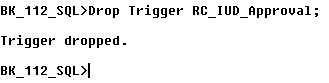 BK_112_SQL>Drop Trigger RC_IUD_Approval;
Trigger dropped.
BK_112_SQL>